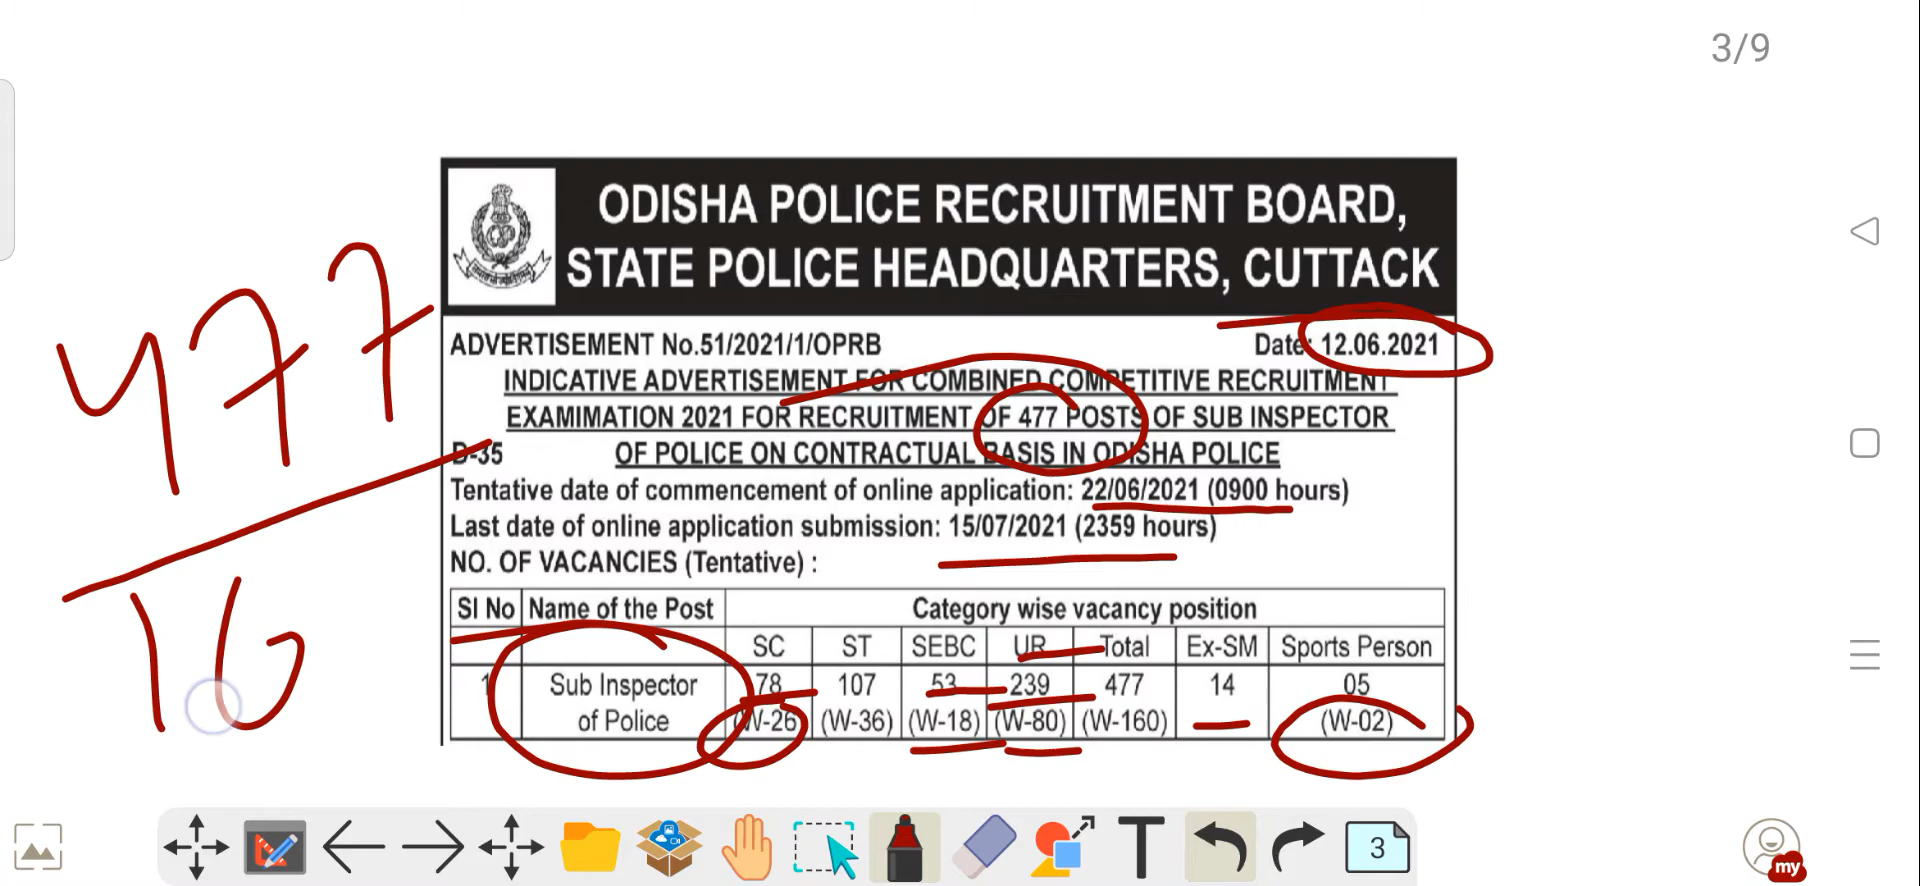 3/9
ODISHA POLICE RECRUITMENT BOARD,
STATE POLICE HEADQUARTERS, CUTTACK
ADVERTISEMENT No.51/2021/1/OPRB Date: 12.06.2021
INDICATIVE ADVERTISEMENT FOR COMBINED COMPETITIVE RECRUITMENT
EXAMIMATION 2021 FOR RECRUITMENT OF 477 POSTS OF SUB INSPECTOR
D-35 OF POLICE ON CONTRACTUAL BASIS IN ODISHA POLICE
Tentative date of commencement of online application: 22/06/2021 (0900 hours)
Last date of online application submission: 15/07/2021 (2359 hours)
NO. OF VACANCIES (Tentative) :
SI No Name of the Post Category wise vacancy position
SC ST SEBC UR Total Ex-SM Sports Person
1 Sub Inspector 78 107 53 239 477 14 05
of Police (W-26) (W-36) (W-18) (W-80) (W-160) (W-02)
477
16
T
3
my